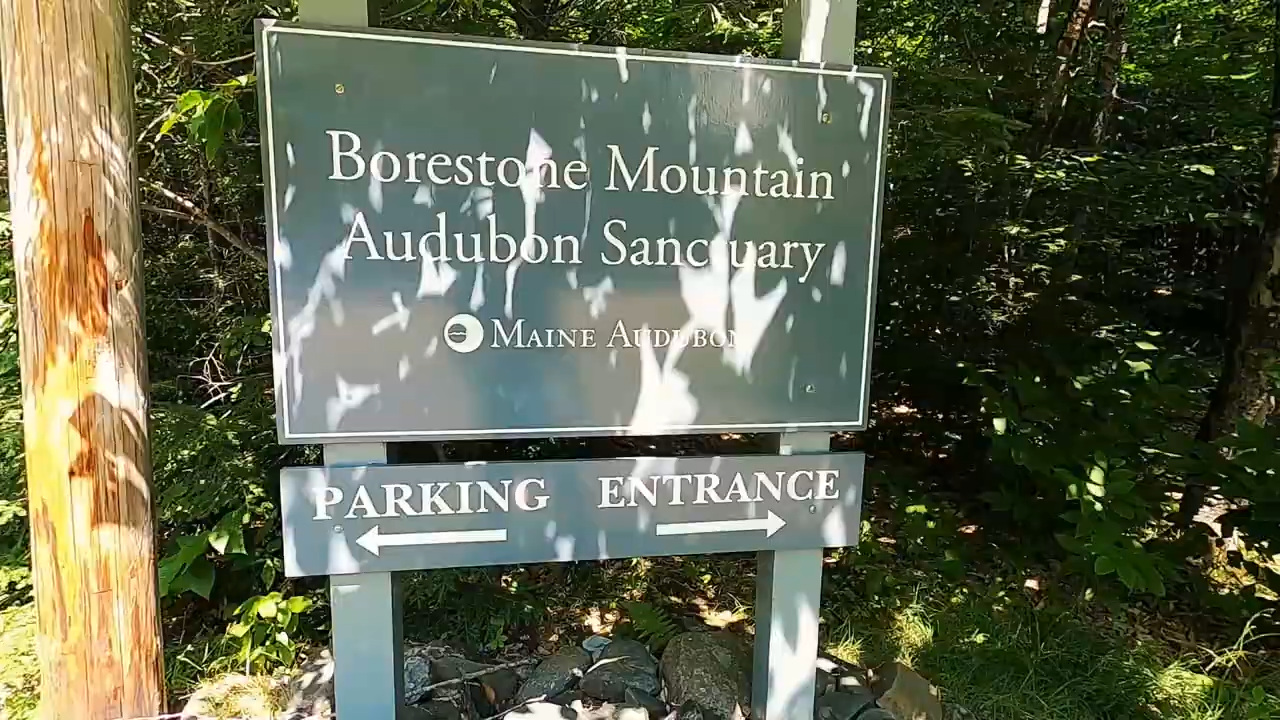 Borestone Mountain
Audubon Sanctuary
MAINE AUDUBON
PARKING ENTRANCE